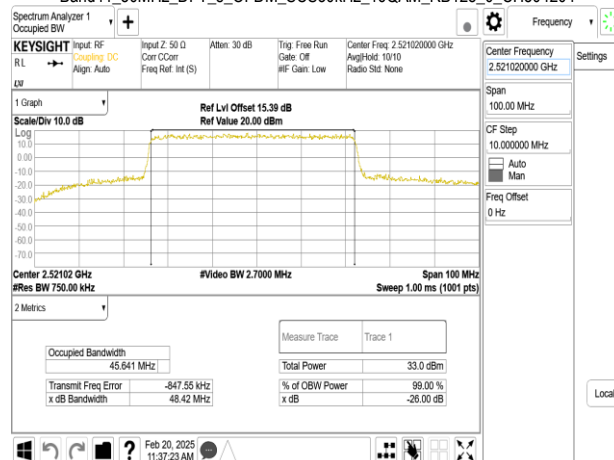 Spectrum Analyzer 1
Occupied BW
+
Frequency
Settings
KEYSIGHT
RL
Input: RF
Coupling: DC
Align: Auto
Input Z: 50 Ω
Corr CCorr
Freq Ref: Int (S)
Atten: 30 dB
Trig: Free Run
Gate: Off
#IF Gain: Low
Center Freq: 2.521020000 GHz
Avg|Hold: 10/10
Radio Std: None
LXI
Center Frequency
2.521020000 GHz
Span
100.00 MHz
CF Step
10.000000 MHz
Auto
Man
Freq Offset
0 Hz
Local
1 Graph
Scale/Div 10.0 dB
Ref Lvl Offset 15.39 dB
Ref Value 20.00 dBm
Log
10.0
0.00
-10.0
-20.0
-30.0
-40.0
-50.0
-60.0
-70.0
Center 2.52102 GHz
#Res BW 750.00 kHz
#Video BW 2.7000 MHz
Span 100 MHz
Sweep 1.00 ms (1001 pts)
2 Metrics
Measure Trace Trace 1
Occupied Bandwidth
45.641 MHz
Total Power 33.0 dBm
Transmit Freq Error -847.55 kHz
% of OBW Power 99.00 %
x dB Bandwidth 48.42 MHz
x dB -26.00 dB
?
Feb 20, 2025
11:37:23 AM